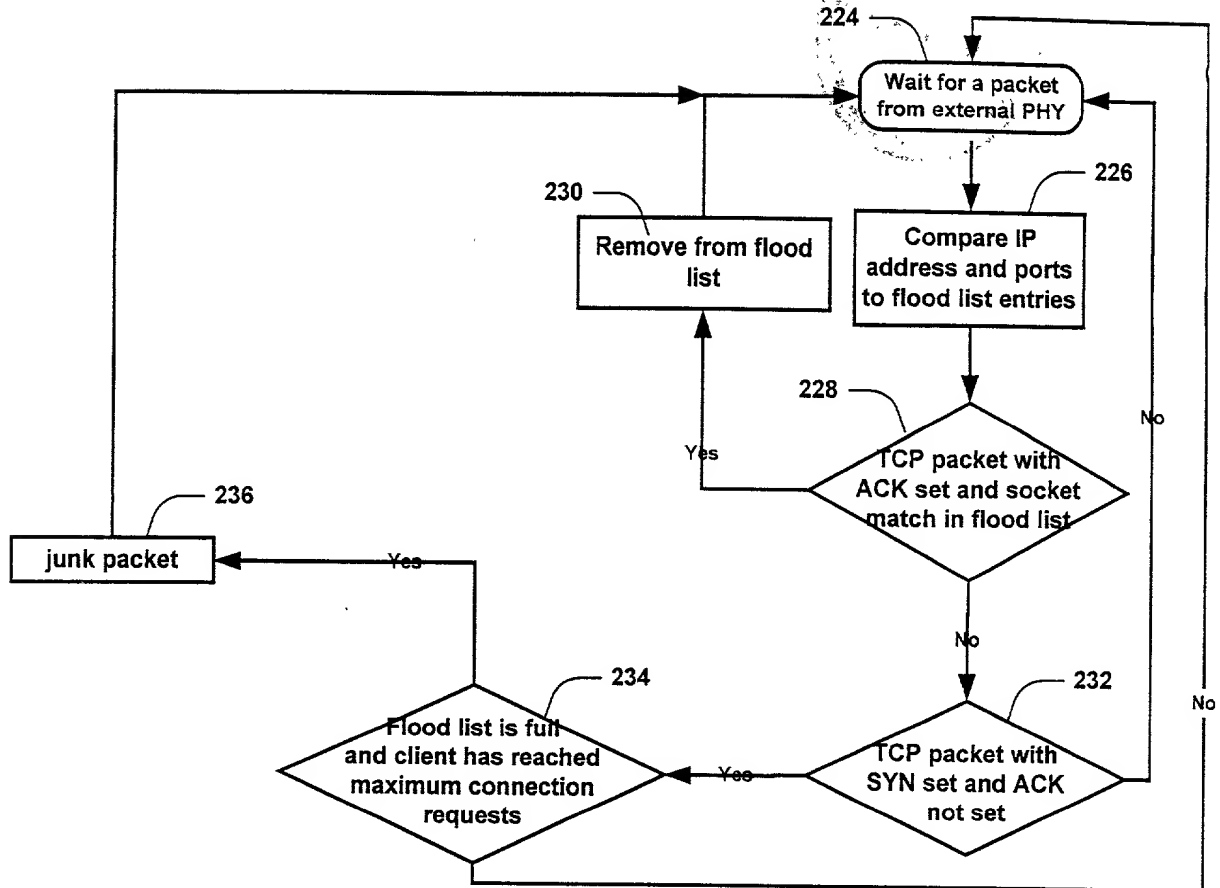 224
Wait for a packet
from external PHY
226
230
Compare IP
address and ports
to flood list entries
Remove from flood
list
228
No
Yes
TCP packet with
ACK set and socket
match in flood list
236
junk packet
Yes
No
234
232
No
Flood list is full
and client has reached
maximum connection
requests
Yes
TCP packet with
SYN set and ACK
not set